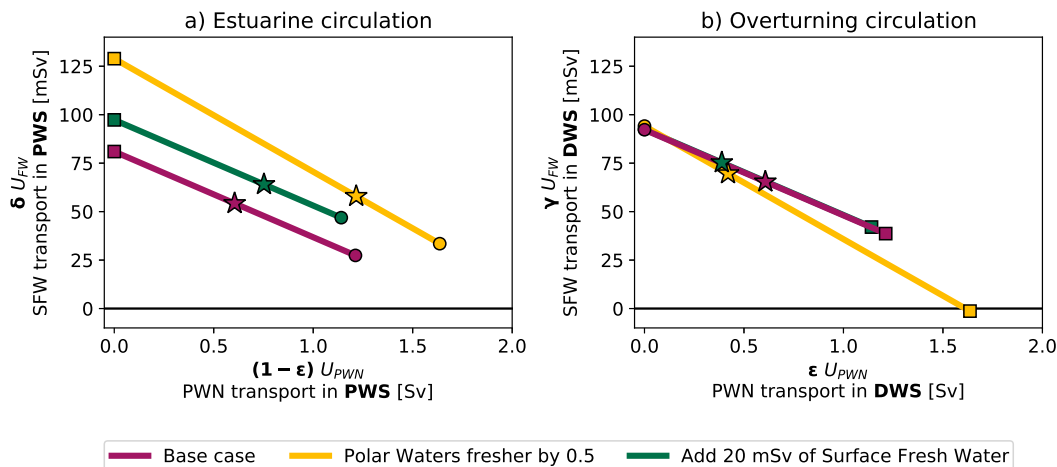 a) Estuarine circulation
125
100
75
50
25
0
0.0
0.5
1.0
1.5
2.0
δ U_FW
SFW transport in PWS [mSv]
(1 − ε) U_PWN
PWN transport in PWS [Sv]
b) Overturning circulation
125
100
75
50
25
0
0.0
0.5
1.0
1.5
2.0
γ U_FW
SFW transport in DWS [mSv]
ε U_PWN
PWN transport in DWS [Sv]
Base case
Polar Waters fresher by 0.5
Add 20 mSv of Surface Fresh Water